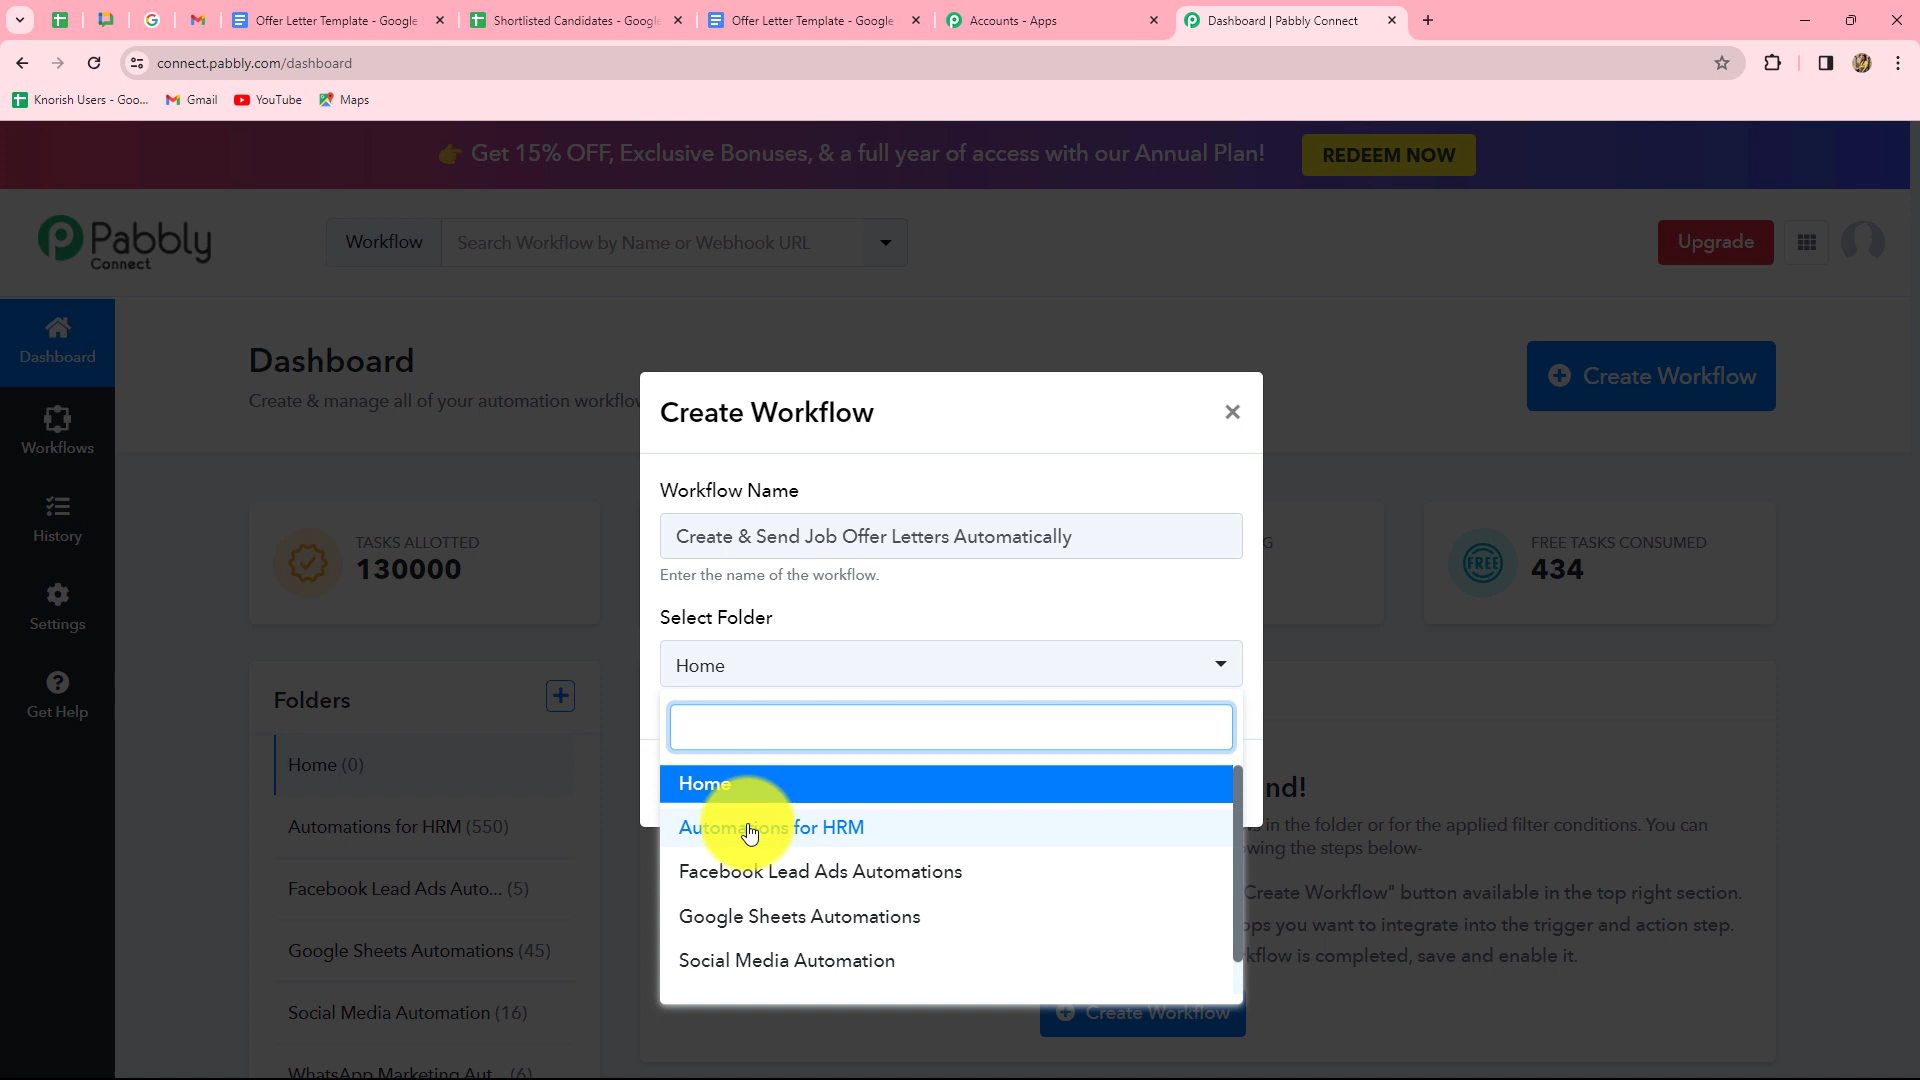 Offer Letter Template - Google
Shortlisted Candidates - Google
Offer Letter Template - Google
Accounts - Apps
Dashboard | Pabbly Connect
connect.pabbly.com/dashboard
Knorish Users - Goo...
Gmail
YouTube
Maps
Get 15% OFF, Exclusive Bonuses, & a full year of access with our Annual Plan!
REDEEM NOW
Pabbly
Connect
Workflow
Search Workflow by Name or Webhook URL
Upgrade
Dashboard
Workflows
History
Settings
Get Help
Dashboard
Create & manage all of your automation
Create Workflow
TASKS ALLOTTED
130000
G
FREE TASKS CONSUMED
FREE
434
Folders
Home (0)
Automations for HRM (550)
Facebook Lead Ads Auto... (5)
Google Sheets Automations (45)
Social Media Automation (16)
WhatsApp Marketing Aut... (6)
Create Workflow
Workflow Name
Create & Send Job Offer Letters Automatically
Enter the name of the workflow.
Select Folder
Home
Home
Automations for HRM
Facebook Lead Ads Automations
Google Sheets Automations
Social Media Automation
nd!
in the folder or for the applied filter conditions. You can
wing the steps below-
Create Workflow" button available in the top right section.
ps you want to integrate into the trigger and action step.
kflow is completed, save and enable it.
Create Workflow